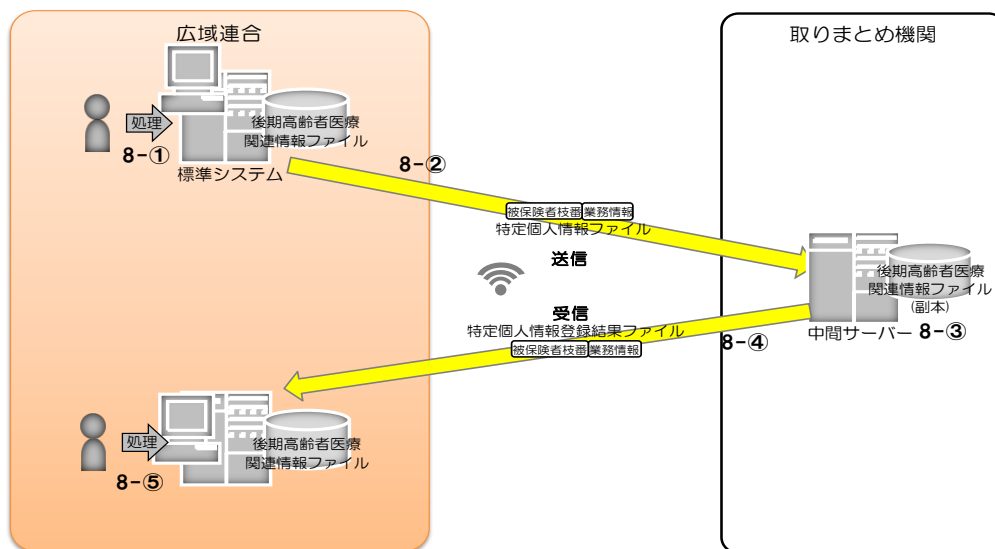 広域連合
取りまとめ機関
処理
8-①
後期高齢者医療
関連情報ファイル
標準システム
8-②
被保険者枝番 業務情報
特定個人情報ファイル
送信
後期高齢者医療
関連情報ファイル
(副本)
中間サーバー 8-③
受信
特定個人情報登録結果ファイル
被保険者枝番 業務情報
8-④
処理
8-⑤
後期高齢者医療
関連情報ファイル